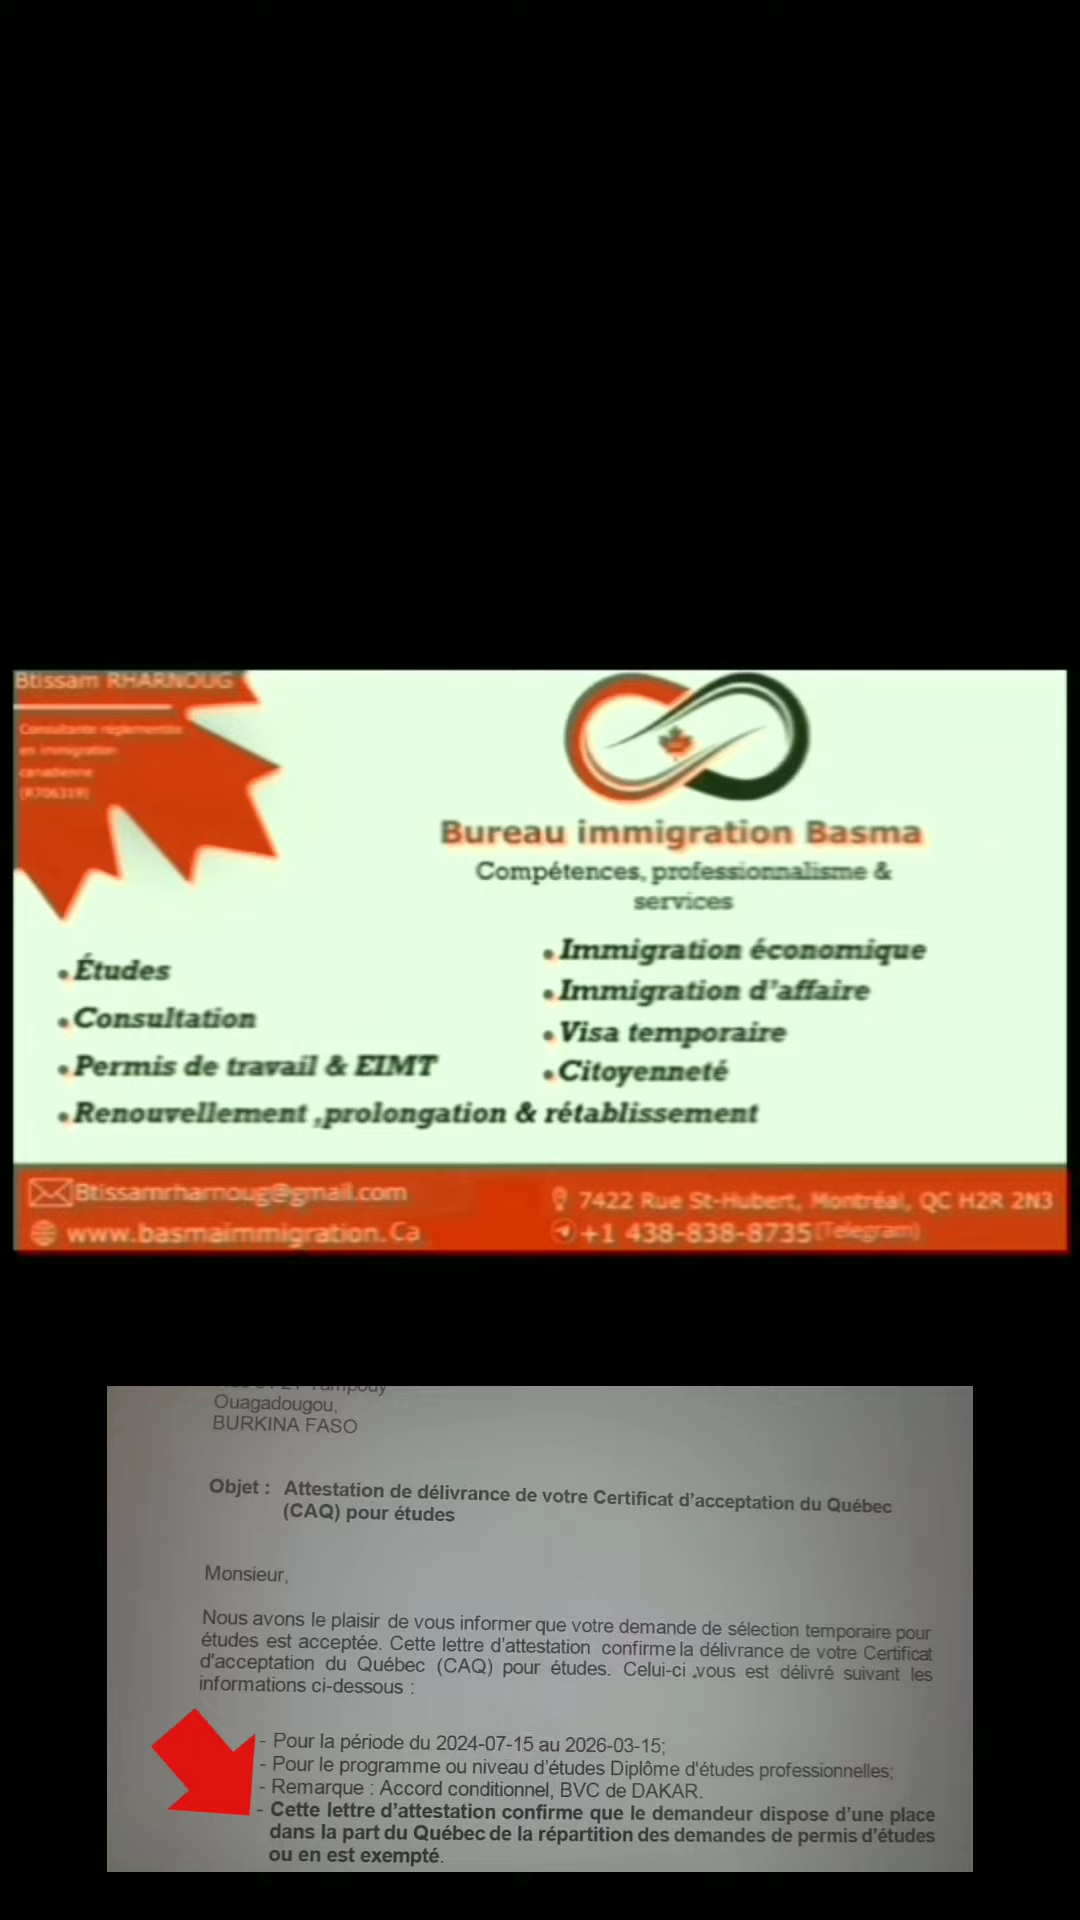 Btissam RHARNOUG
Consultante réglementée
en immigration
canadienne
(R706319)
Bureau immigration Basma
Compétences, professionnalisme &
services
•Études
•Consultation
•Permis de travail & EIMT
•Renouvellement ,prolongation & rétablissement
•Immigration économique
•Immigration d'affaire
•Visa temporaire
•Citoyenneté
Btissamrharnoug@gmail.com
www.basmaimmigration.Ca
7422 Rue St-Hubert, Montréal, QC H2R 2N3
+1 438-838-8735(Telegram)
Ouagadougou,
BURKINA FASO
Objet : Attestation de délivrance de votre Certificat d'acceptation du Québec
(CAQ) pour études
Monsieur,
Nous avons le plaisir de vous informer que votre demande de sélection temporaire pour
études est acceptée. Cette lettre d'attestation confirme la délivrance de votre Certificat
d'acceptation du Québec (CAQ) pour études. Celui-ci ,vous est délivré suivant les
informations ci-dessous :
- Pour la période du 2024-07-15 au 2026-03-15;
- Pour le programme ou niveau d'études Diplôme d'études professionnelles;
- Remarque : Accord conditionnel, BVC de DAKAR.
- Cette lettre d'attestation confirme que le demandeur dispose d'une place
dans la part du Québec de la répartition des demandes de permis d'études
ou en est exempté.